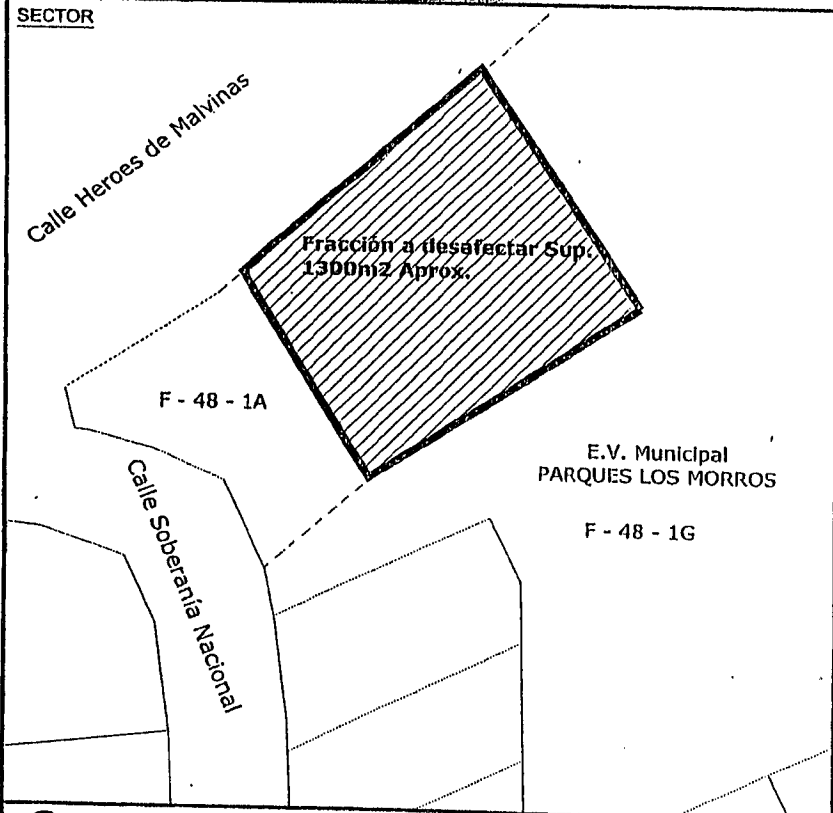 SECTOR
Calle Heroes de Malvinas
Fracción a desafectar Sup.
1300m2 Aprox.
F - 48 - 1A
E.V. Municipal
PARQUES LOS MORROS
F - 48 - 1G
Calle Soberanía Nacional